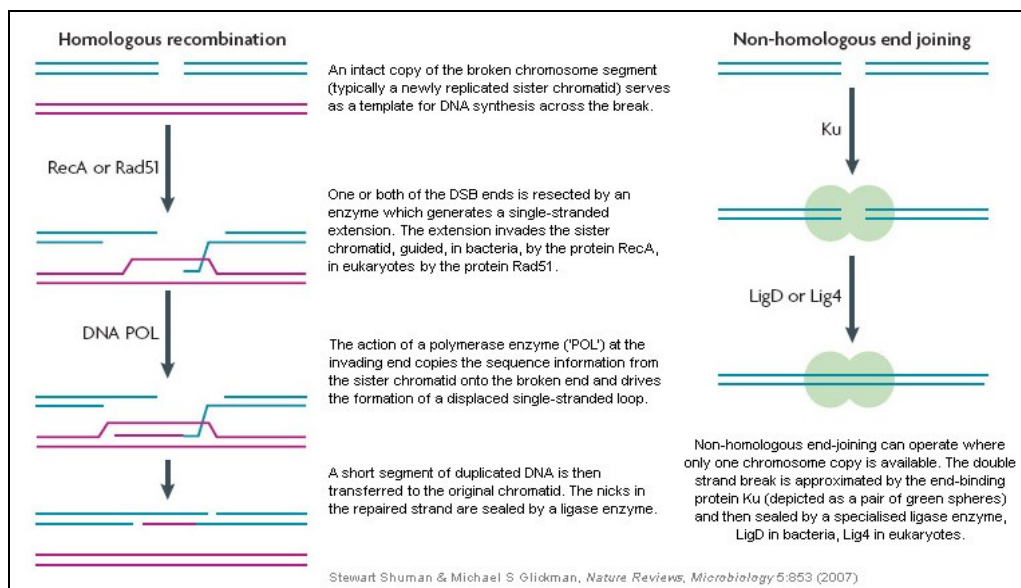 Homologous recombination
An intact copy of the broken chromosome segment
(typically a newly replicated sister chromatid) serves
as a template for DNA synthesis across the break.
RecA or Rad51
One or both of the DSB ends is resected by an
enzyme which generates a single-stranded
extension. The extension invades the sister
chromatid, guided, in bacteria, by the protein RecA,
in eukaryotes by the protein Rad51.
DNA POL
The action of a polymerase enzyme ('POL') at the
invading end copies the sequence information from
the sister chromatid onto the broken end and drives
the formation of a displaced single-stranded loop.
A short segment of duplicated DNA is then
transferred to the original chromatid. The nicks in
the repaired strand are sealed by a ligase enzyme.
Non-homologous end joining
Ku
LigD or Lig4
Non-homologous end-joining can operate where
only one chromosome copy is available. The double
strand break is approximated by the end-binding
protein Ku (depicted as a pair of green spheres)
and then sealed by a specialised ligase enzyme,
LigD in bacteria, Lig4 in eukaryotes.
Stewart Shuman & Michael S Glickman, Nature Reviews, Microbiology 5:853 (2007)